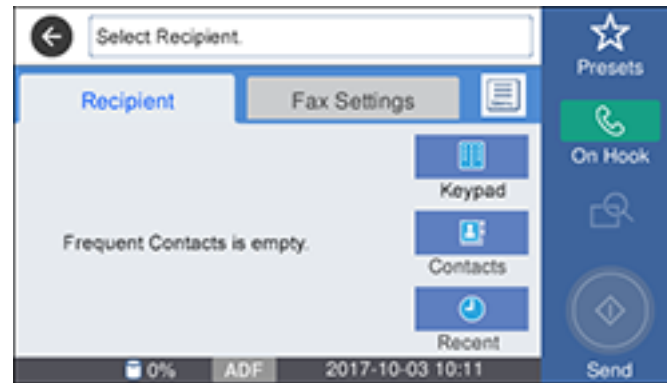 Select Recipient.
Presets
Recipient
Fax Settings
On Hook
Keypad
Frequent Contacts is empty.
Contacts
Recent
0% ADF 2017-10-03 10:11
Send